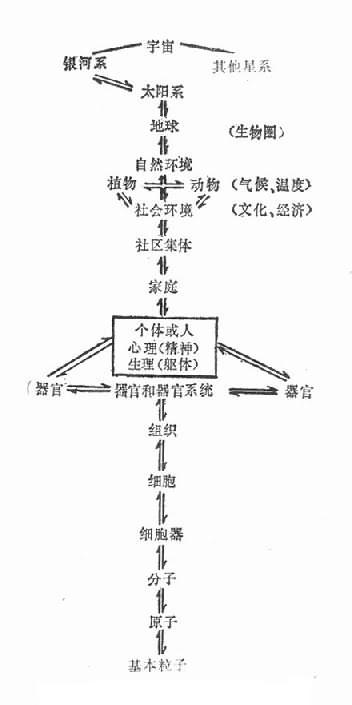 宇宙
银河系
其他星系
太阳系
地球
(生物圈)
自然环境
植物
动物
(气候、温度)
社会环境
(文化、经济)
社区集体
家庭
个体或人
心理(精神)
生理(躯体)
器官
器官和器官系统
器官
组织
细胞
细胞器
分子
原子
基本粒子